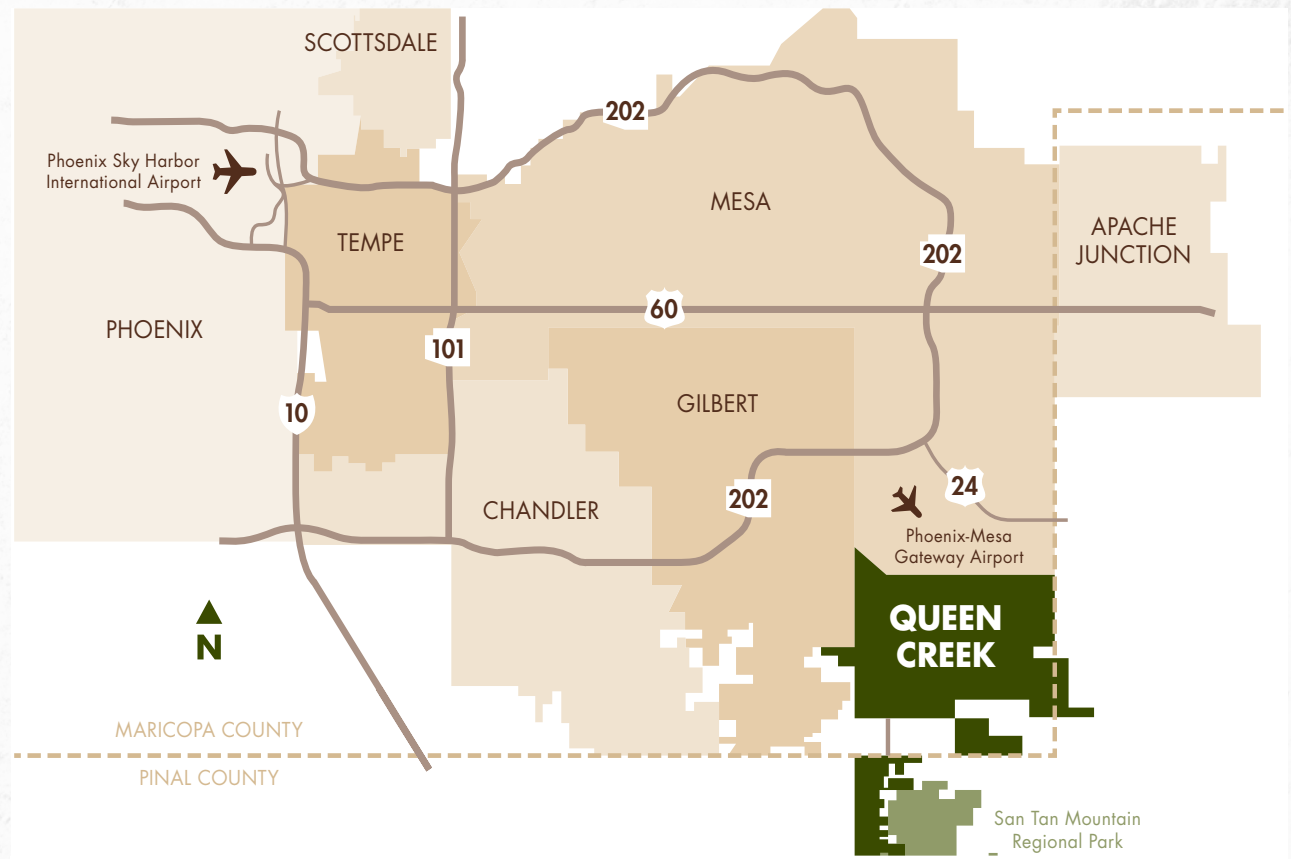 SCOTTSDALE
202
Phoenix Sky Harbor
International Airport
MESA
TEMPE
APACHE
JUNCTION
202
60
PHOENIX
101
GILBERT
10
24
202
CHANDLER
Phoenix-Mesa
Gateway Airport
QUEEN
CREEK
N
MARICOPA COUNTY
PINAL COUNTY
San Tan Mountain
Regional Park